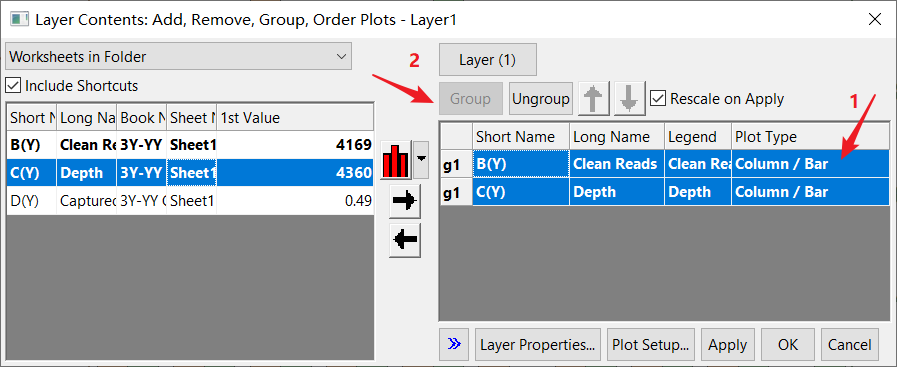 Layer Contents: Add, Remove, Group, Order Plots - Layer1
Worksheets in Folder
2
Layer (1)
Include Shortcuts
Group Ungroup Rescale on Apply
1
Short N Long Na Book N Sheet N 1st Value
B(Y) Clean Re 3Y-YY Sheet1 4169
C(Y) Depth 3Y-YY Sheet1 4360
D(Y) Captured 3Y-YY C Sheet1 0.49
Short Name Long Name Legend Plot Type
g1 B(Y) Clean Reads Clean Rea Column / Bar
g1 C(Y) Depth Depth Column / Bar
» Layer Properties... Plot Setup... Apply OK Cancel